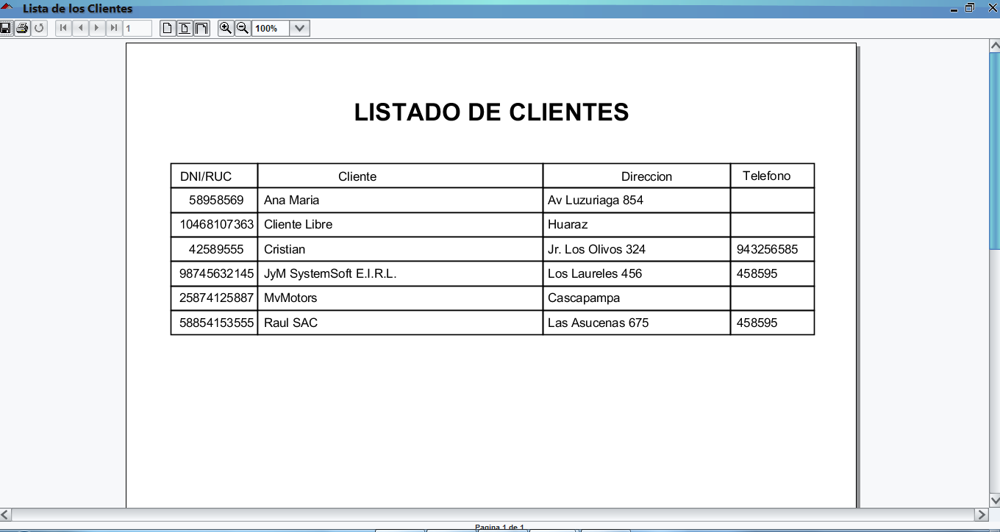 Lista de los Clientes
1 100%
LISTADO DE CLIENTES
DNI/RUC Cliente Direccion Telefono
58958569 Ana Maria Av Luzuriaga 854
10468107363 Cliente Libre Huaraz
42589555 Cristian Jr. Los Olivos 324 943256585
98745632145 JyM SystemSoft E.I.R.L. Los Laureles 456 458595
25874125887 MvMotors Cascapampa
58854153555 Raul SAC Las Asucenas 675 458595
Pagina 1 de 1